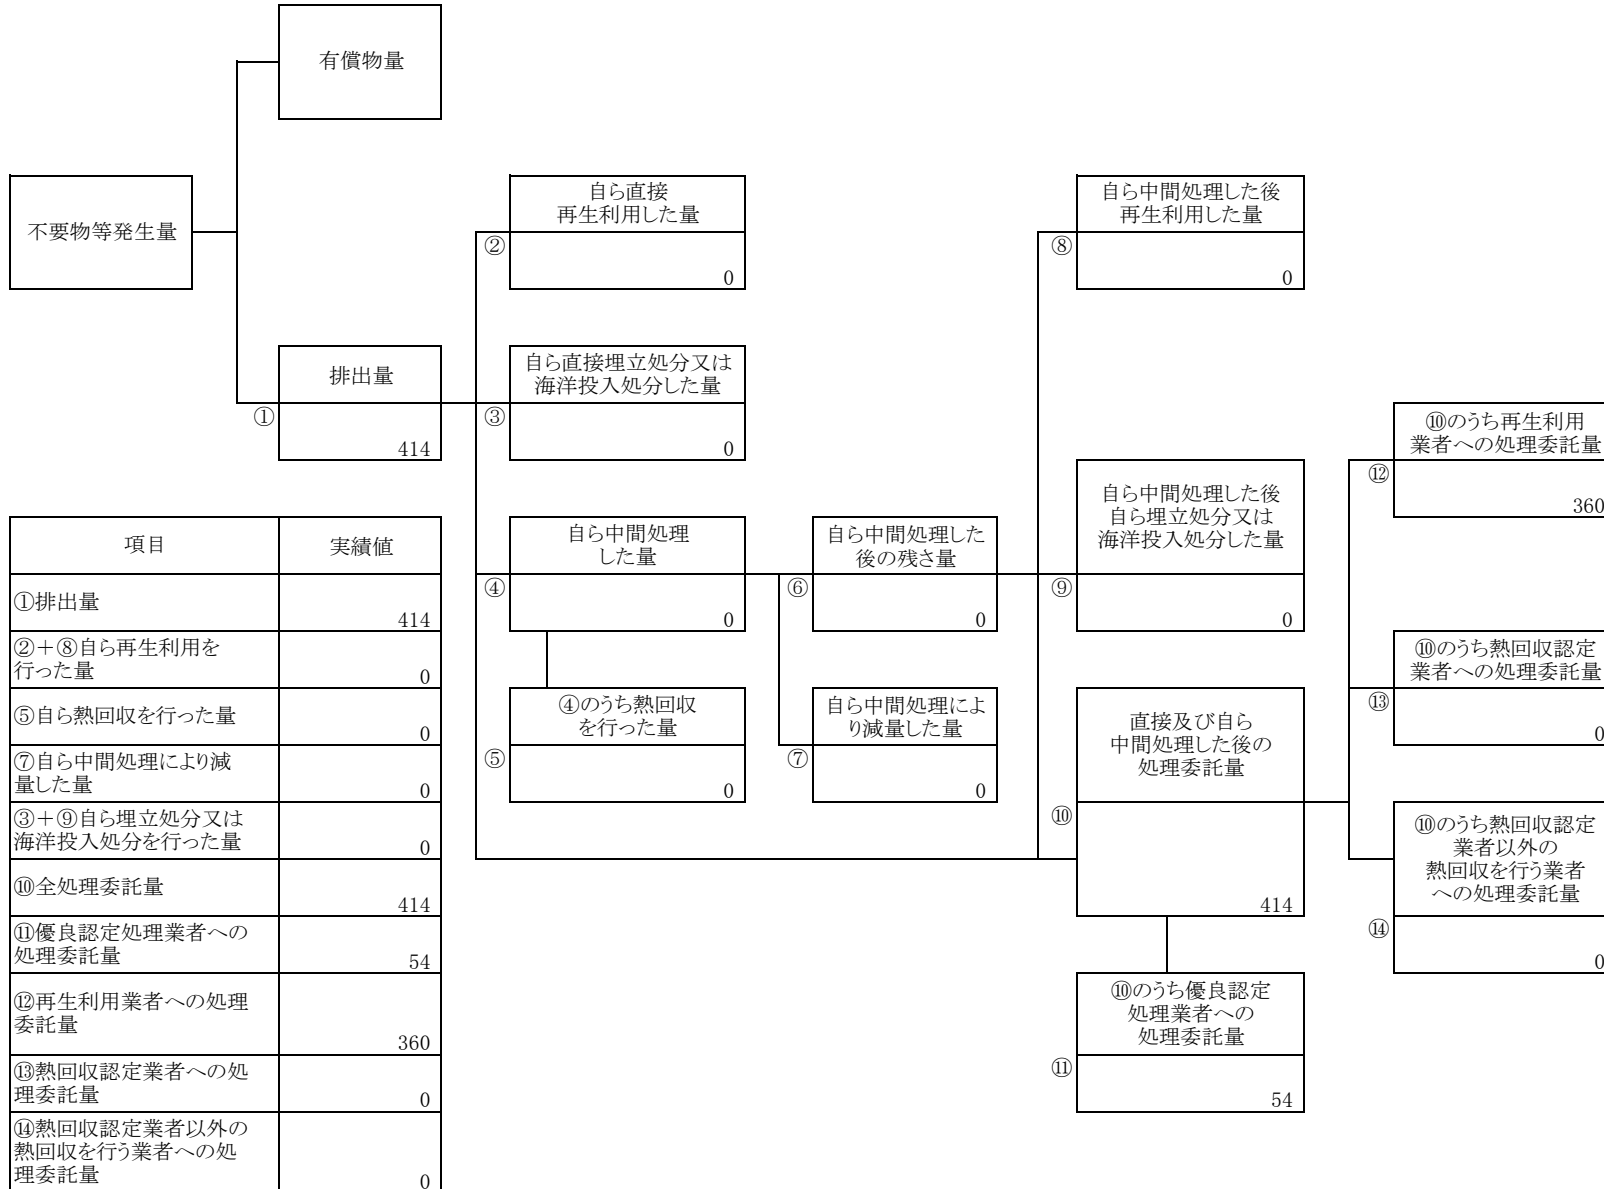 有償物量
不要物等発生量
自ら直接
再生利用した量
②
0
自ら中間処理した後
再生利用した量
⑧
0
排出量
①
414
自ら直接埋立処分又は
海洋投入処分した量
③
0
⑩のうち再生利用
業者への処理委託量
⑫
360
自ら中間処理
した量
④
0
自ら中間処理した
後の残さ量
⑥
0
自ら中間処理した後
自ら埋立処分又は
海洋投入処分した量
⑨
0
⑩のうち熱回収認定
業者への処理委託量
⑬
0
④のうち熱回収
を行った量
⑤
0
自ら中間処理によ
り減量した量
⑦
0
直接及び自ら
中間処理した後の
処理委託量
⑩
414
⑩のうち熱回収認定
業者以外の
熱回収を行う業者
への処理委託量
⑭
0
⑩のうち優良認定
処理業者への
処理委託量
⑪
54
項目
実績値
①排出量
414
②+⑧自ら再生利用を
行った量
0
⑤自ら熱回収を行った量
0
⑦自ら中間処理により減
量した量
0
③+⑨自ら埋立処分又は
海洋投入処分を行った量
0
⑩全処理委託量
414
⑪優良認定処理業者への
処理委託量
54
⑫再生利用業者への処理
委託量
360
⑬熱回収認定業者への処
理委託量
0
⑭熱回収認定業者以外の
熱回収を行う業者への処
理委託量
0